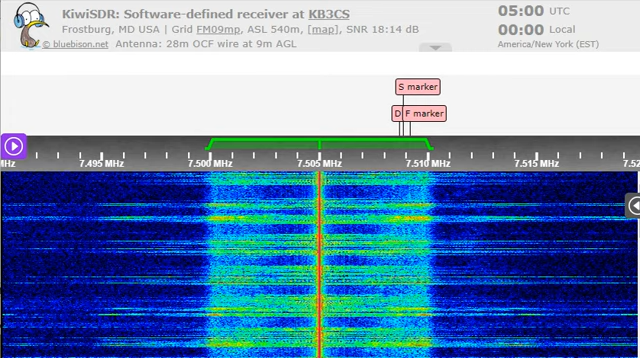 KiwiSDR: Software-defined receiver at KB3CS
Frostburg, MD USA | Grid FM09mp, ASL 540m, [map], SNR 18:14 dB
© bluebison.net Antenna: 28m OCF wire at 9m AGL
05:00 UTC
00:00 Local
America/New York (EST)
S marker
D F marker
MHz 7.495 MHz 7.500 MHz 7.505 MHz 7.510 MHz 7.515 MHz 7.52